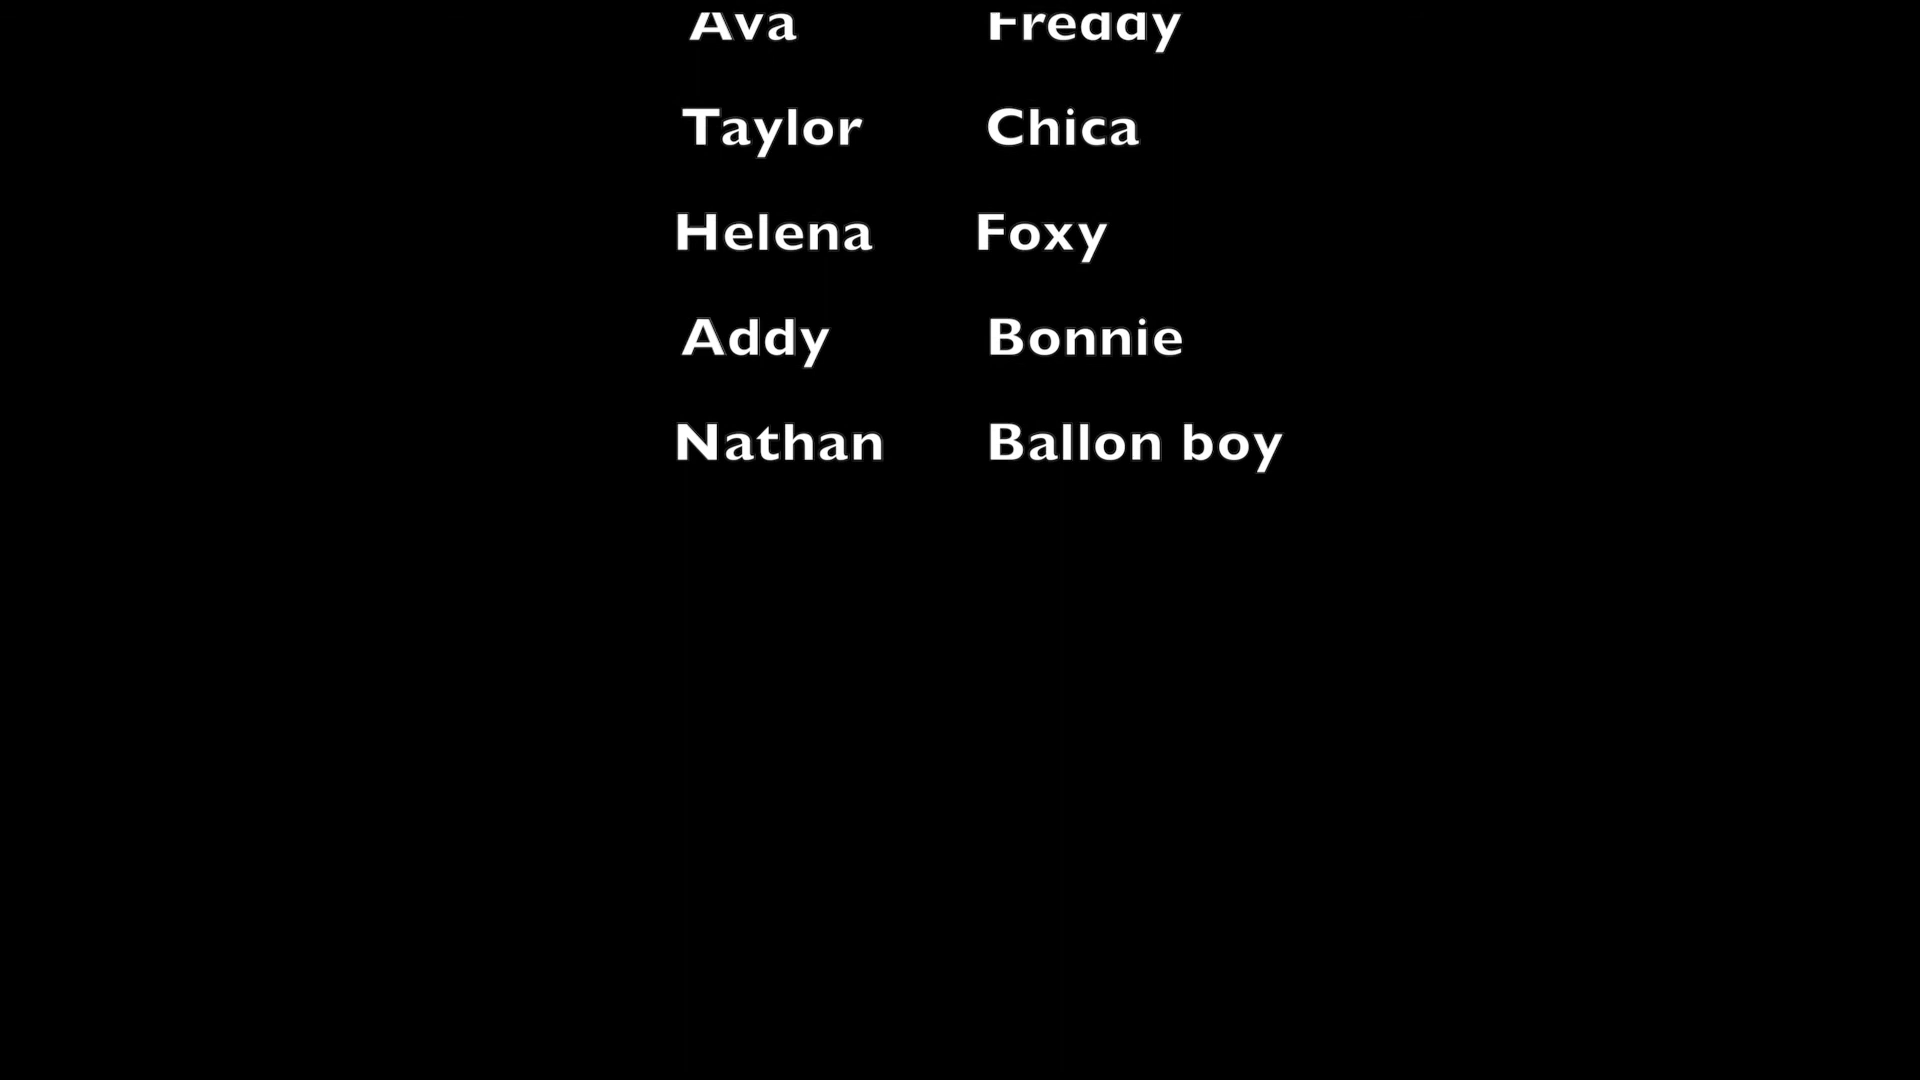 Ava Freddy
Taylor Chica
Helena Foxy
Addy Bonnie
Nathan Ballon boy